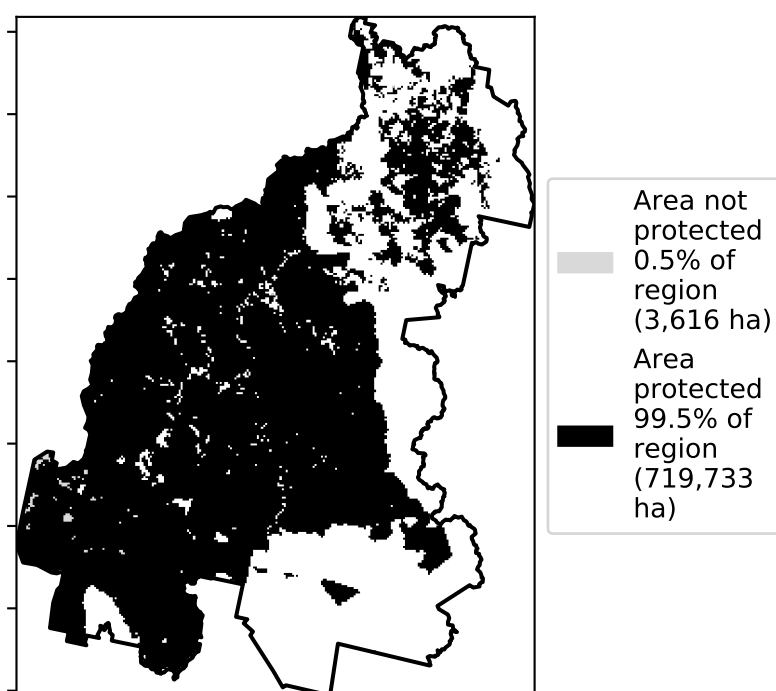 Area not
protected
0.5% of
region
(3,616 ha)
Area
protected
99.5% of
region
(719,733
ha)